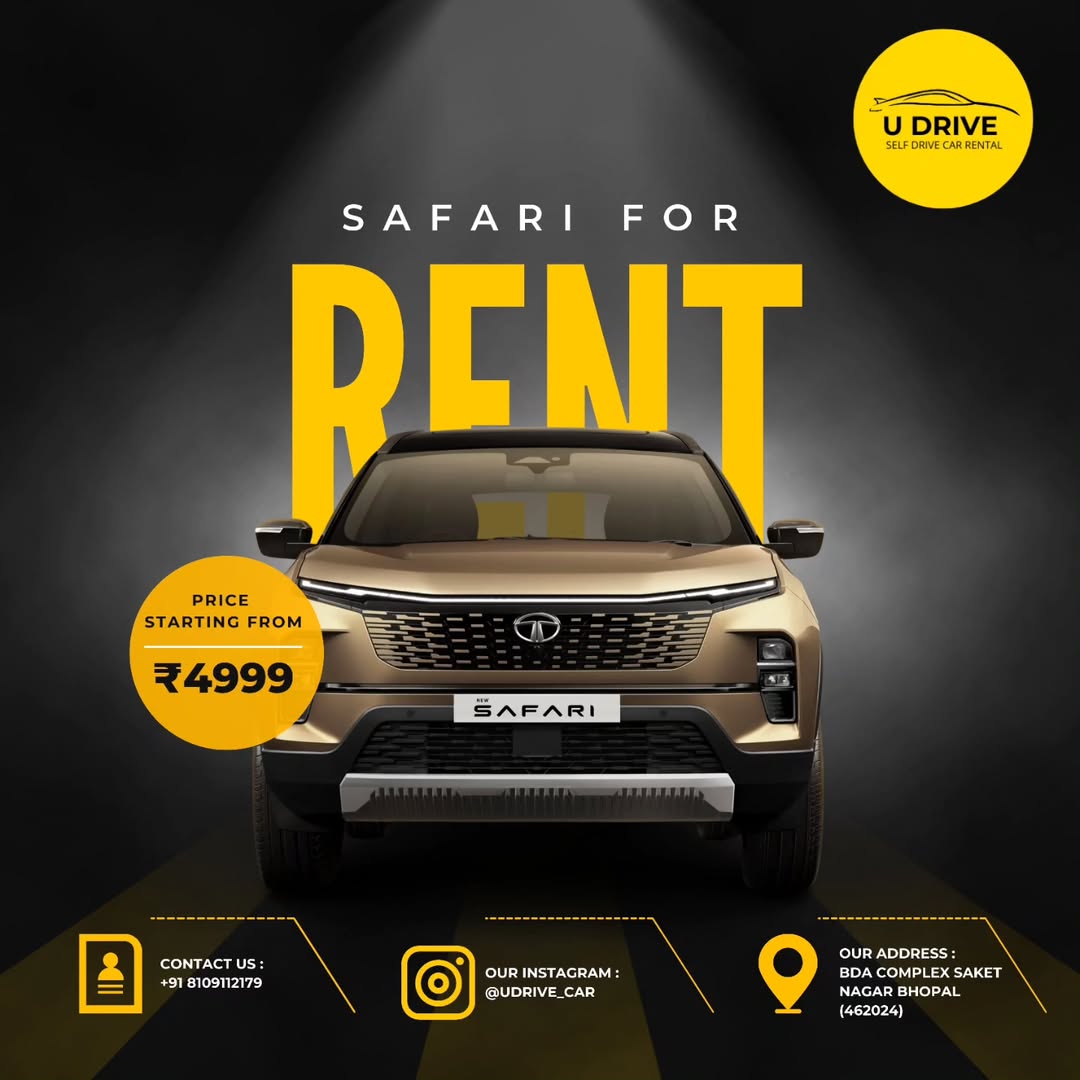 U DRIVE
SELF DRIVE CAR RENTAL
SAFARI FOR
RENT
PRICE
STARTING FROM
₹4999
NEW
SAFARI
CONTACT US :
+91 8109112179
OUR INSTAGRAM :
@UDRIVE_CAR
OUR ADDRESS :
BDA COMPLEX SAKET
NAGAR BHOPAL
(462024)